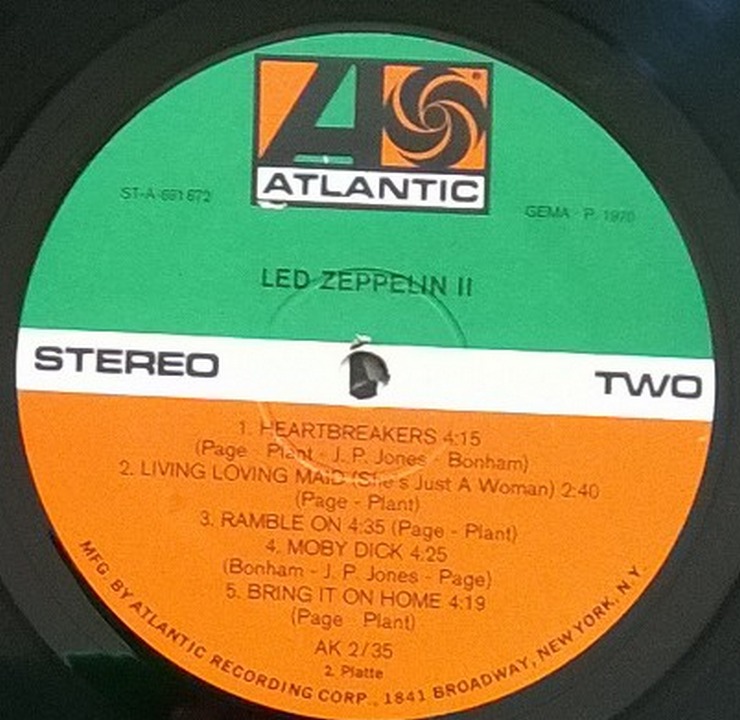 ATLANTIC
ST-A-681672
GEMA P. 1970
LED ZEPPELIN II
STEREO
TWO
1. HEARTBREAKERS 4:15
(Page - Plant - J. P. Jones - Bonham)
2. LIVING LOVING MAID (She's Just A Woman) 2:40
(Page - Plant)
3. RAMBLE ON 4:35 (Page - Plant)
4. MOBY DICK 4:25
(Bonham - J. P. Jones - Page)
5. BRING IT ON HOME 4:19
(Page Plant)
AK 2/35
2. Platte
MFG. BY ATLANTIC RECORDING CORP., 1841 BROADWAY, NEW YORK, N.Y.